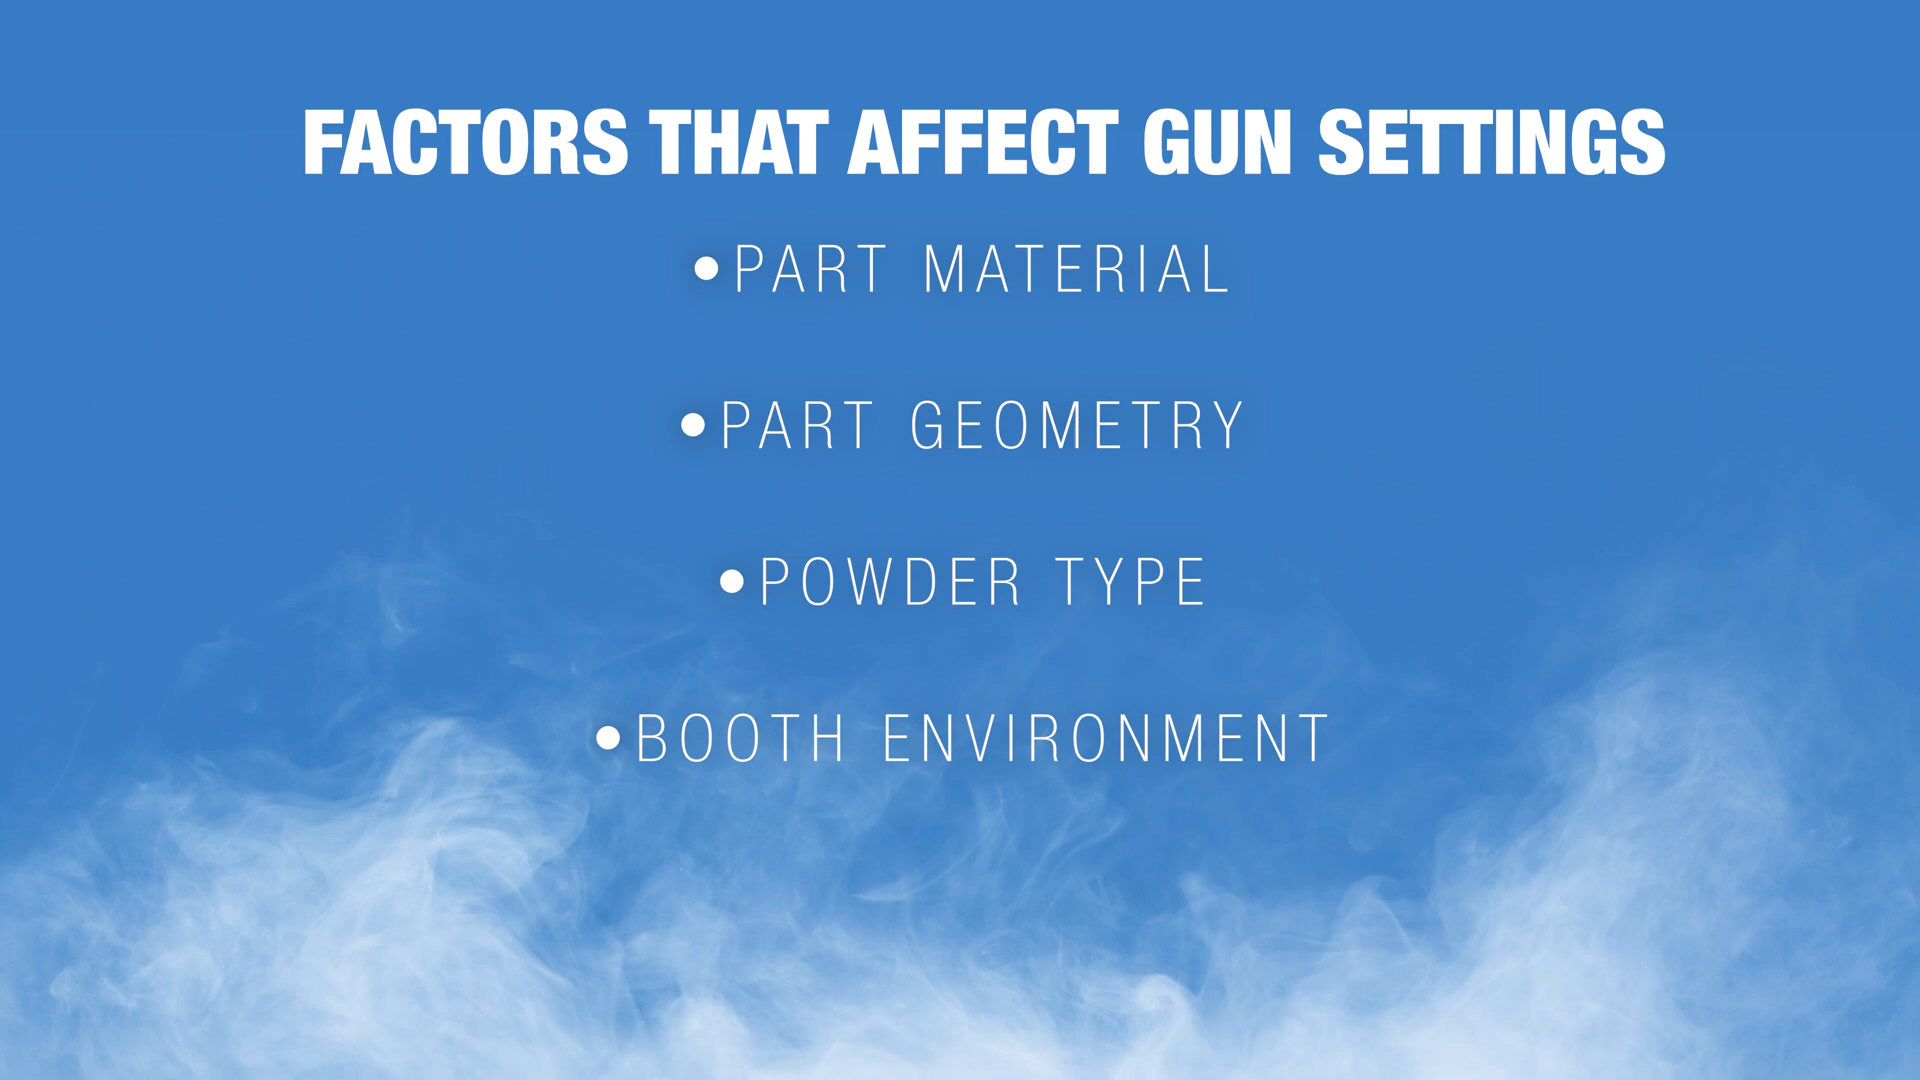 FACTORS THAT AFFECT GUN SETTINGS
•PART MATERIAL
•PART GEOMETRY
•POWDER TYPE
•BOOTH ENVIRONMENT